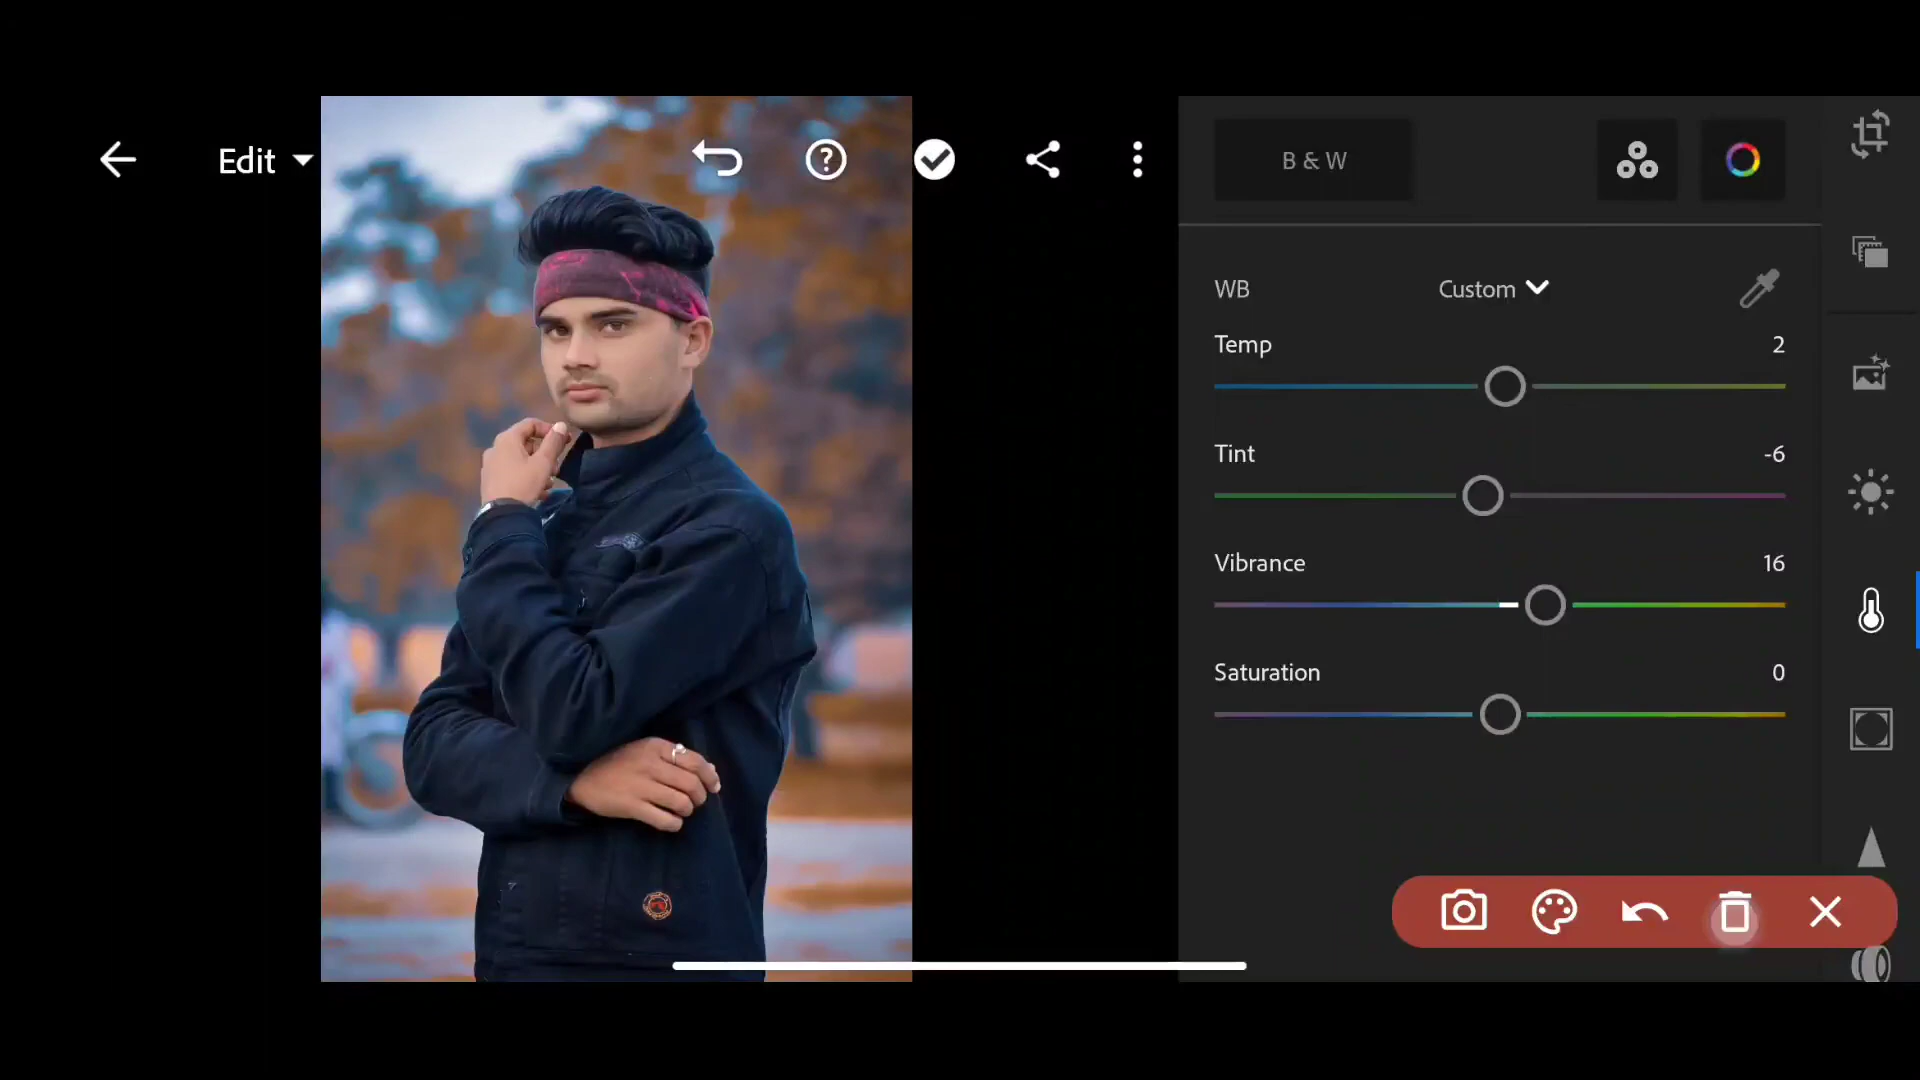 Edit
B & W
WB Custom
Temp 2
Tint -6
Vibrance 16
Saturation 0